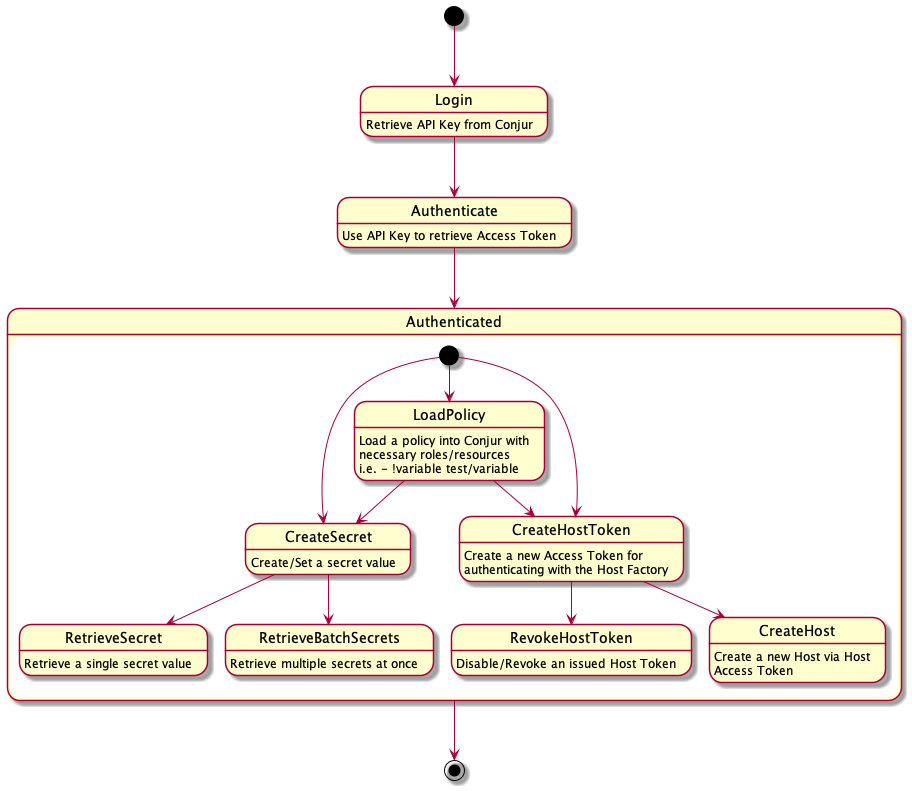 Login
Retrieve API Key from Conjur
Authenticate
Use API Key to retrieve Access Token
Authenticated
LoadPolicy
Load a policy into Conjur with
necessary roles/resources
i.e. - !variable test/variable
CreateSecret
Create/Set a secret value
CreateHostToken
Create a new Access Token for
authenticating with the Host Factory
RetrieveSecret
Retrieve a single secret value
RetrieveBatchSecrets
Retrieve multiple secrets at once
RevokeHostToken
Disable/Revoke an issued Host Token
CreateHost
Create a new Host via Host
Access Token